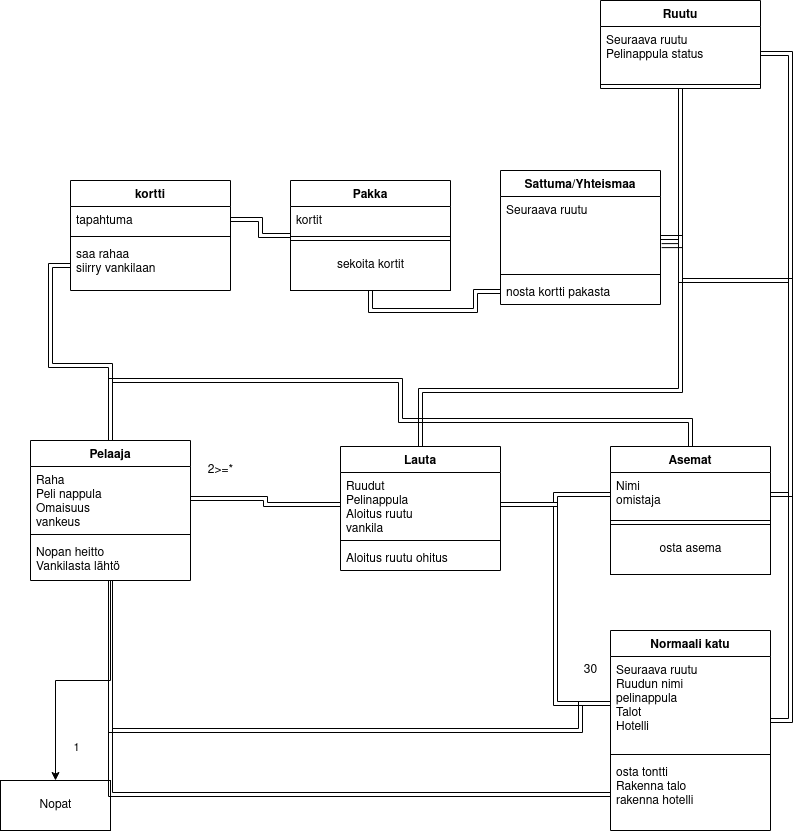 Ruutu
Seuraava ruutu
Pelinappula status
kortti
tapahtuma
saa rahaa
siirry vankilaan
Pakka
kortit
sekoita kortit
Sattuma/Yhteismaa
Seuraava ruutu
nosta kortti pakasta
Pelaaja
Raha
Peli nappula
Omaisuus
vankeus
Nopan heitto
Vankilasta lähtö
2>=*
Lauta
Ruudut
Pelinappula
Aloitus ruutu
vankila
Aloitus ruutu ohitus
Asemat
Nimi
omistaja
osta asema
30
Normaali katu
Seuraava ruutu
Ruudun nimi
pelinappula
Talot
Hotelli
osta tontti
Rakenna talo
rakenna hotelli
1
Nopat